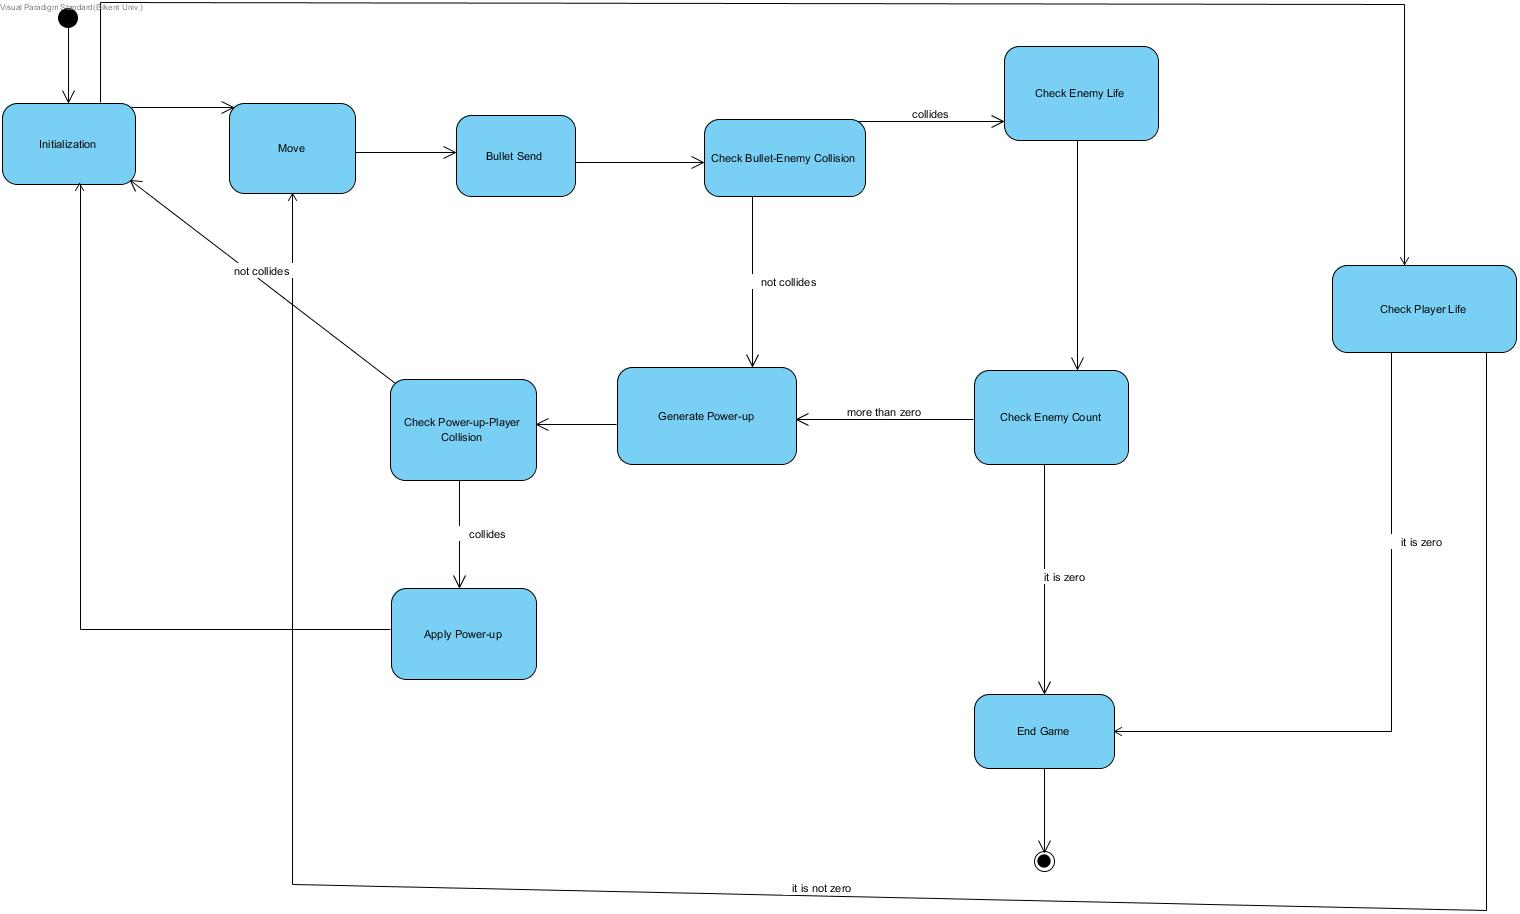 Visual Paradigm Standard(Bilkent Univ.)
Check Enemy Life
collides
Initialization
Move
Bullet Send
Check Bullet-Enemy Collision
not collides
not collides
Check Player Life
Check Power-up-Player
Collision
Generate Power-up
more than zero
Check Enemy Count
collides
it is zero
it is zero
Apply Power-up
End Game
it is not zero